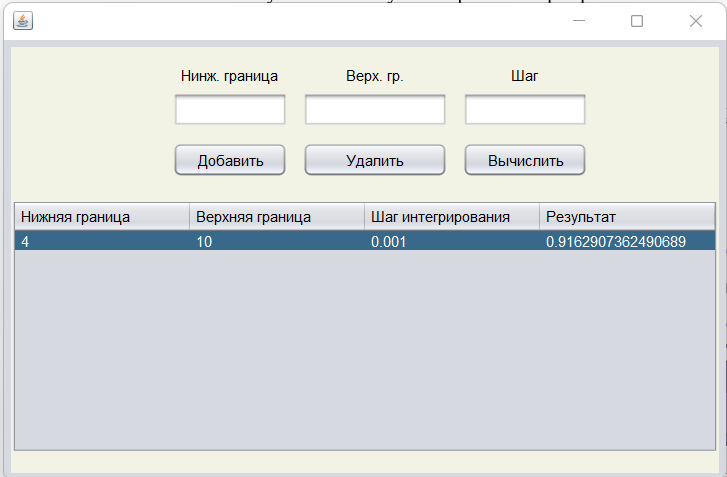 Нинж. граница Верх. гр. Шаг
Добавить Удалить Вычислить
Нижняя граница Верхняя граница Шаг интегрирования Результат
4 10 0.001 0.9162907362490689